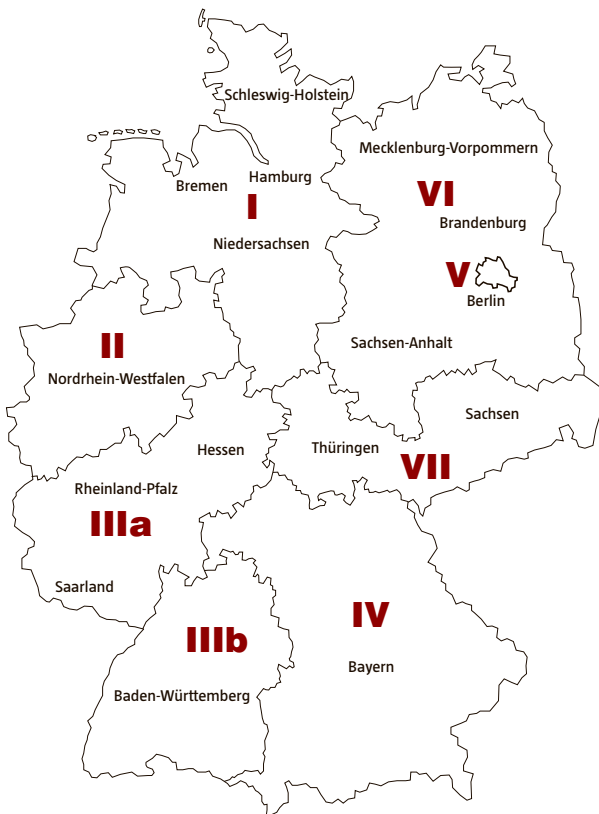 Schleswig-Holstein
Mecklenburg-Vorpommern
Hamburg
Bremen
VI
I
Brandenburg
Niedersachsen
V
Berlin
Sachsen-Anhalt
II
Nordrhein-Westfalen
Sachsen
Hessen
Thüringen
VII
Rheinland-Pfalz
IIIa
Saarland
IV
IIIb
Bayern
Baden-Württemberg